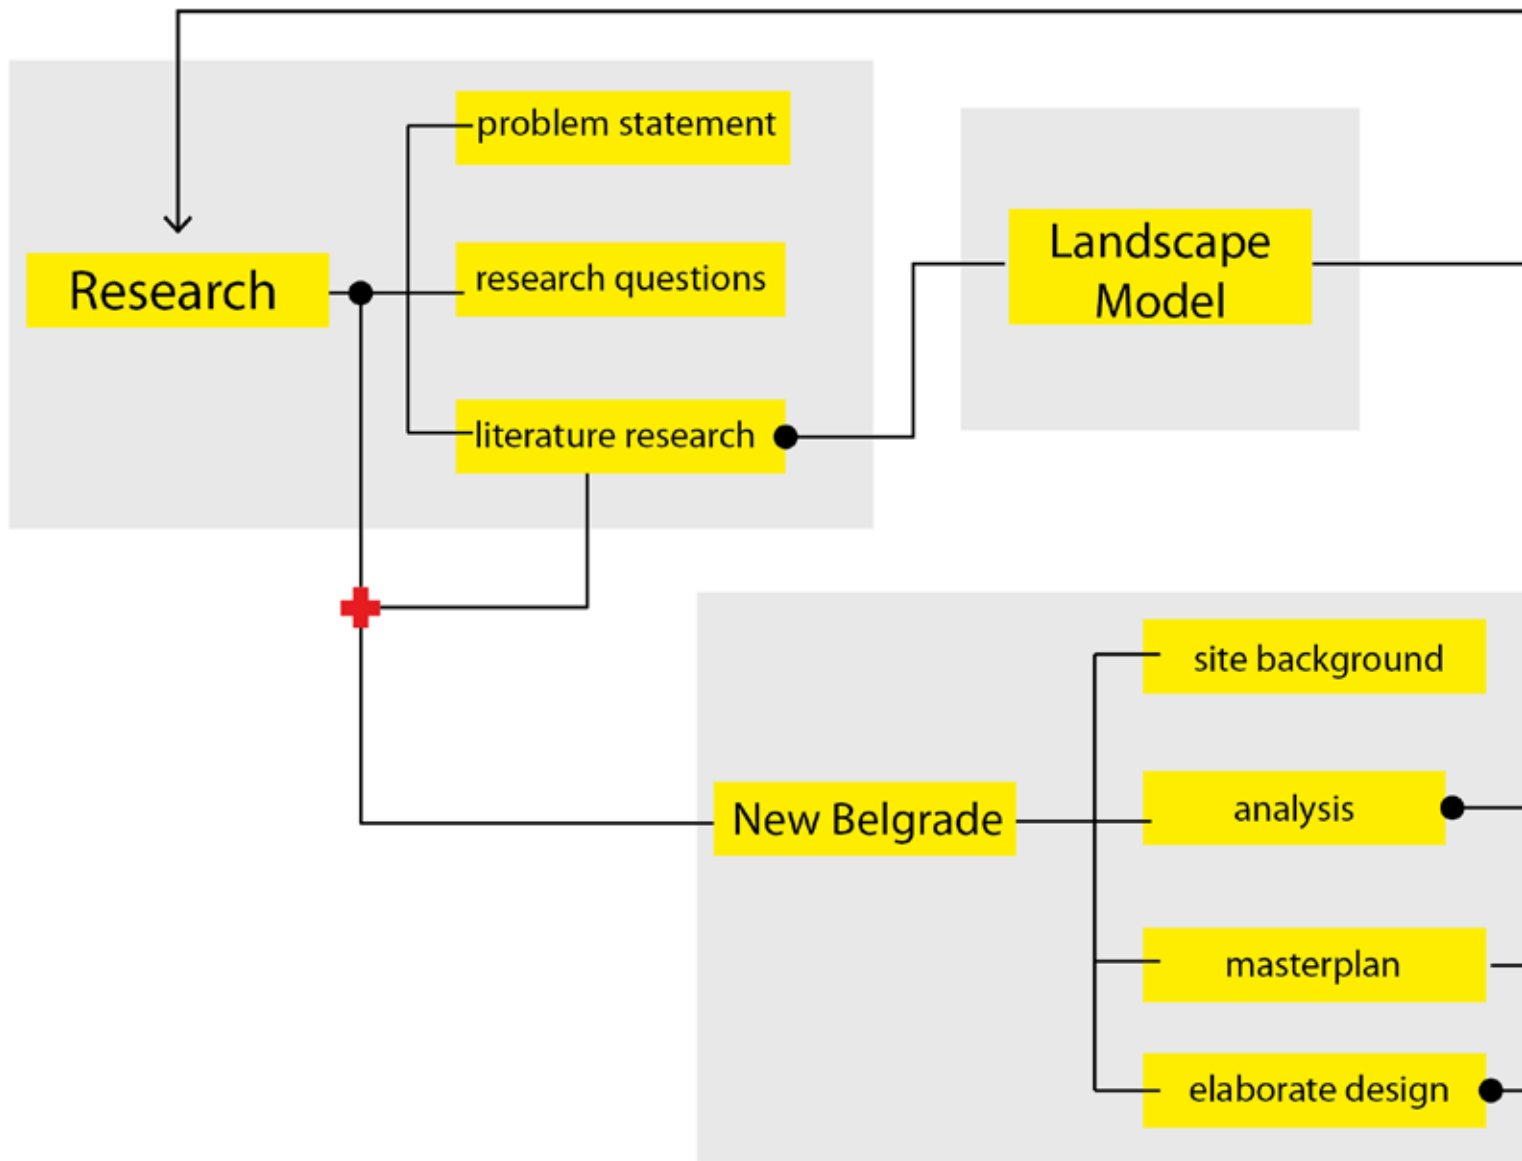 problem statement
Research
research questions
literature research
Landscape
Model
site background
New Belgrade
analysis
masterplan
elaborate design